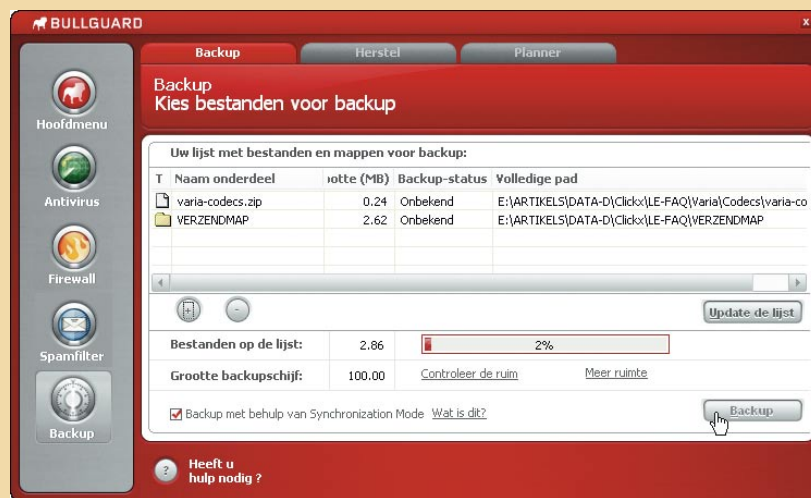 BULLGUARD
x
Backup Herstel Planner
Backup
Kies bestanden voor backup
Hoofdmenu
Antivirus
Firewall
Spamfilter
Backup
Uw lijst met bestanden en mappen voor backup:
T Naam onderdeel otte (MB) Backup-status Volledige pad
varia-codecs.zip 0.24 Onbekend E:\ARTIKELS\DATA-D\Clickx\LE-FAQ\Varia\Codecs\varia-co
VERZENDMAP 2.62 Onbekend E:\ARTIKELS\DATA-D\Clickx\LE-FAQ\VERZENDMAP
+ -
Update de lijst
Bestanden op de lijst: 2.86 2%
Grootte backupschijf: 100.00 Controleer de ruim Meer ruimte
Backup met behulp van Synchronization Mode Wat is dit?
Backup
? Heeft u
hulp nodig ?